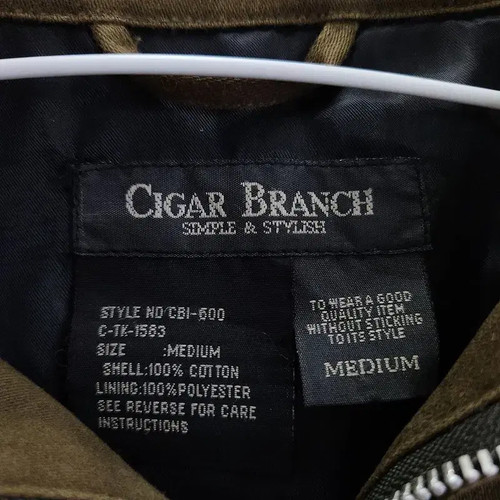 CIGAR BRANCH
SIMPLE & STYLISH
STYLE NO CBI-600
C-TK-1563
SIZE :MEDIUM
SHELL:100% COTTON
LINING:100%POLYESTER
SEE REVERSE FOR CARE
INSTRUCTIONS
TO WEAR A GOOD
QUALITY ITEM
WITHOUT STICKING
TO ITS STYLE
MEDIUM